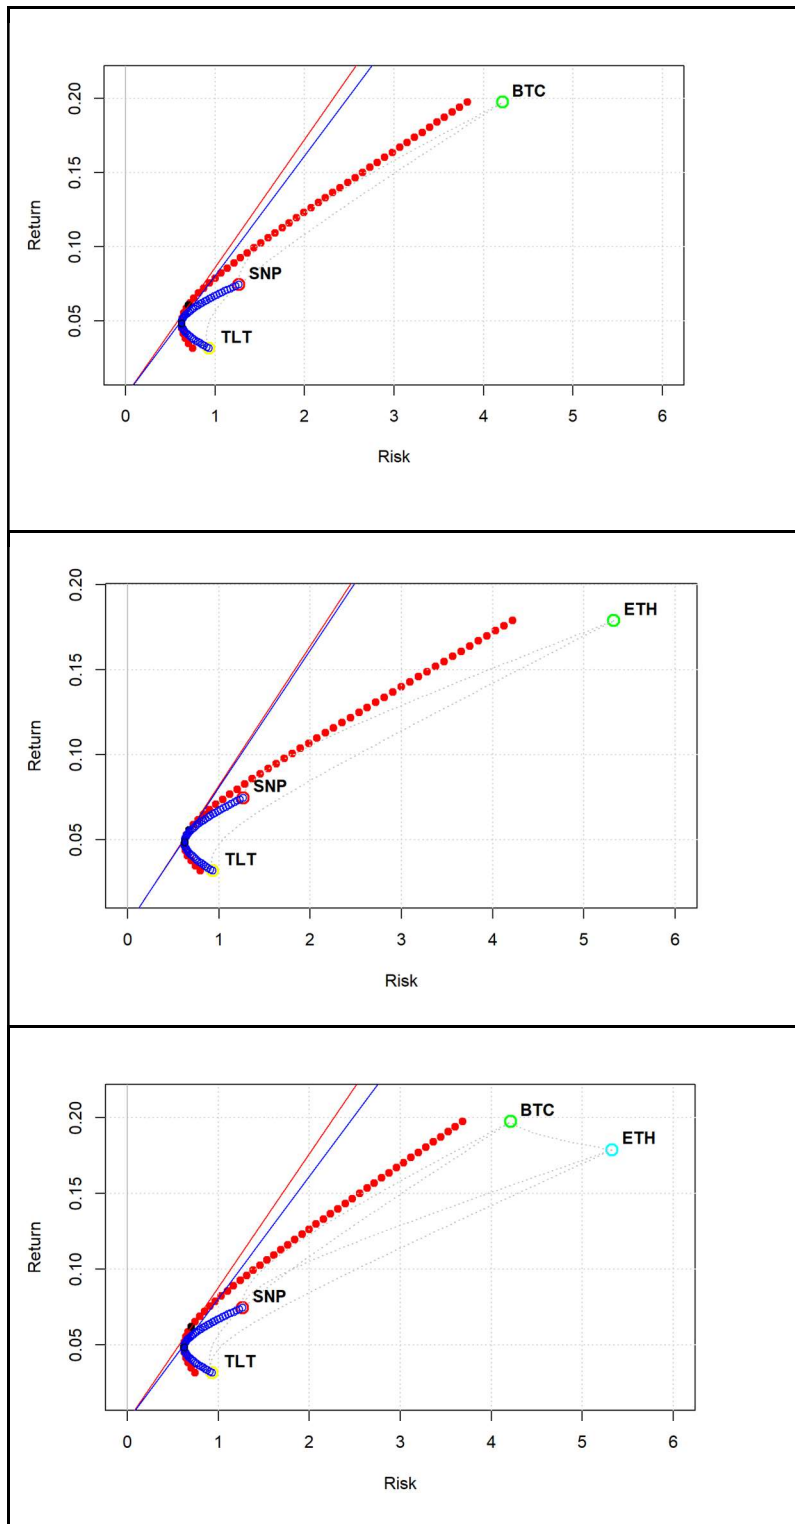 0.20
BTC
0.15
Return
0.10
SNP
0.05
TLT
0 1 2 3 4 5 6
Risk
0.20
ETH
0.15
Return
0.10
SNP
0.05
TLT
0 1 2 3 4 5 6
Risk
BTC
0.20
ETH
0.15
Return
0.10
SNP
0.05
TLT
0 1 2 3 4 5 6
Risk